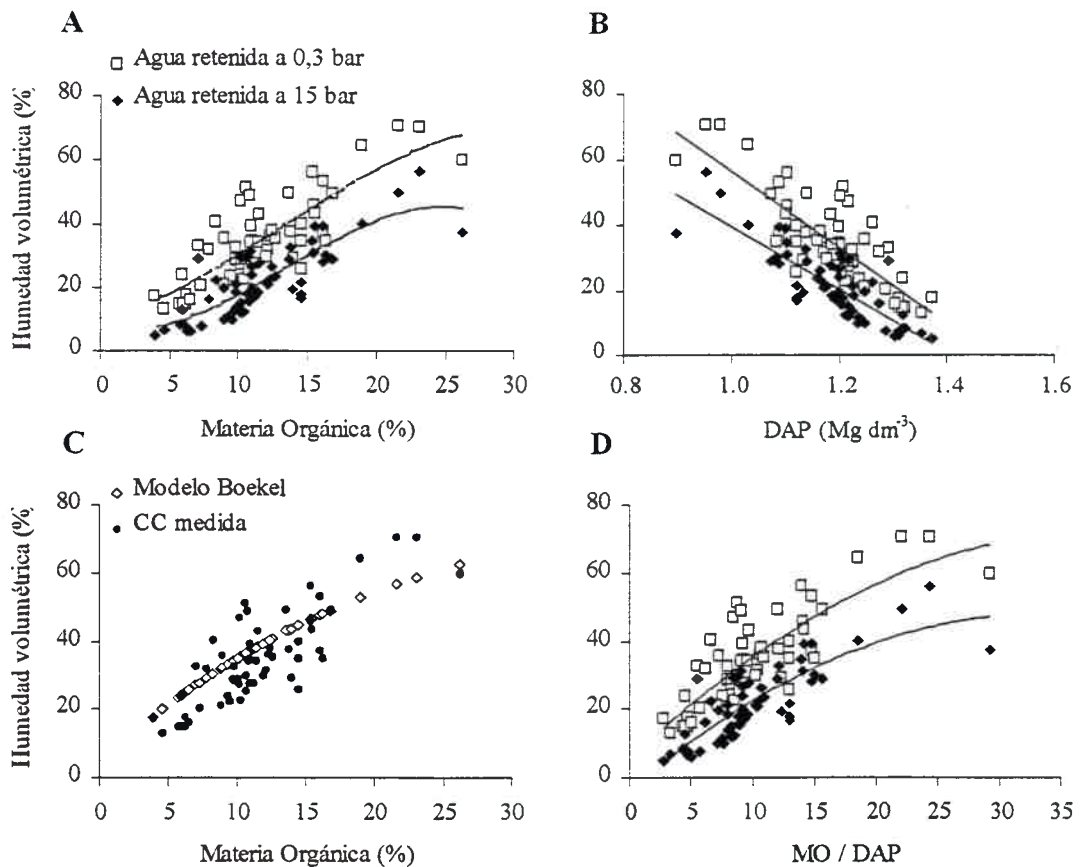 A
□ Agua retenida a 0,3 bar
◆ Agua retenida a 15 bar
Humedad volumétrica (%)
80
60
40
20
0
0 5 10 15 20 25 30
Materia Orgánica (%)
B
80
60
40
20
0
0.8 1.0 1.2 1.4 1.6
DAP (Mg dm⁻³)
C
◇ Modelo Boekel
● CC medida
Humedad volumétrica (%)
80
60
40
20
0
0 5 10 15 20 25 30
Materia Orgánica (%)
D
80
60
40
20
0
0 5 10 15 20 25 30 35
MO / DAP